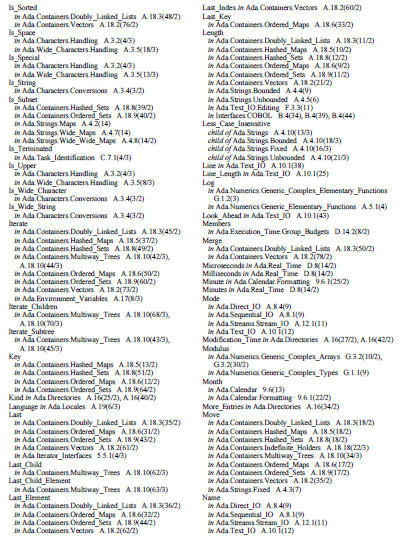 Is_Sorted
in Ada.Containers.Doubly_Linked_Lists A.18.3(48/2)
in Ada.Containers.Vectors A.18.2(76/2)
Is_Space
in Ada.Characters.Handling A.3.2(4/3)
in Ada.Wide_Characters.Handling A.3.5(18/3)
Is_Special
in Ada.Characters.Handling A.3.2(4/3)
in Ada.Wide_Characters.Handling A.3.5(13/3)
Is_String
in Ada.Characters.Conversions A.3.4(3/2)
Is_Subset
in Ada.Containers.Hashed_Sets A.18.8(39/2)
in Ada.Containers.Ordered_Sets A.18.9(40/2)
in Ada.Strings.Maps A.4.2(14)
in Ada.Strings.Wide_Maps A.4.7(14)
in Ada.Strings.Wide_Wide_Maps A.4.8(14/2)
Is_Terminated
in Ada.Task_Identification C.7.1(4/3)
Is_Upper
in Ada.Characters.Handling A.3.2(4/3)
in Ada.Wide_Characters.Handling A.3.5(8/3)
Is_Wide_Character
in Ada.Characters.Conversions A.3.4(3/2)
Is_Wide_String
in Ada.Characters.Conversions A.3.4(3/2)
Iterate
in Ada.Containers.Doubly_Linked_Lists A.18.3(45/2)
in Ada.Containers.Hashed_Maps A.18.5(37/2)
in Ada.Containers.Hashed_Sets A.18.8(49/2)
in Ada.Containers.Multiway_Trees A.18.10(42/3),
A.18.10(44/3)
in Ada.Containers.Ordered_Maps A.18.6(50/2)
in Ada.Containers.Ordered_Sets A.18.9(60/2)
in Ada.Containers.Vectors A.18.2(73/2)
in Ada.Environment_Variables A.17(8/3)
Iterate_Children
in Ada.Containers.Multiway_Trees A.18.10(68/3),
A.18.10(70/3)
Iterate_Subtree
in Ada.Containers.Multiway_Trees A.18.10(43/3),
A.18.10(45/3)
Key
in Ada.Containers.Hashed_Maps A.18.5(13/2)
in Ada.Containers.Hashed_Sets A.18.8(51/2)
in Ada.Containers.Ordered_Maps A.18.6(12/2)
in Ada.Containers.Ordered_Sets A.18.9(64/2)
Kind in Ada.Directories A.16(25/2), A.16(40/2)
Language in Ada.Locales A.19(6/3)
Last
in Ada.Containers.Doubly_Linked_Lists A.18.3(35/2)
in Ada.Containers.Ordered_Maps A.18.6(31/2)
in Ada.Containers.Ordered_Sets A.18.9(43/2)
in Ada.Containers.Vectors A.18.2(61/2)
in Ada.Iterator_Interfaces 5.5.1(4/3)
Last_Child
in Ada.Containers.Multiway_Trees A.18.10(62/3)
Last_Child_Element
in Ada.Containers.Multiway_Trees A.18.10(63/3)
Last_Element
in Ada.Containers.Doubly_Linked_Lists A.18.3(36/2)
in Ada.Containers.Ordered_Maps A.18.6(32/2)
in Ada.Containers.Ordered_Sets A.18.9(44/2)
in Ada.Containers.Vectors A.18.2(62/2)
Last_Index in Ada.Containers.Vectors A.18.2(60/2)
Last_Key
in Ada.Containers.Ordered_Maps A.18.6(33/2)
Length
in Ada.Containers.Doubly_Linked_Lists A.18.3(11/2)
in Ada.Containers.Hashed_Maps A.18.5(10/2)
in Ada.Containers.Hashed_Sets A.18.8(12/2)
in Ada.Containers.Ordered_Maps A.18.6(9/2)
in Ada.Containers.Ordered_Sets A.18.9(11/2)
in Ada.Containers.Vectors A.18.2(21/2)
in Ada.Strings.Bounded A.4.4(9)
in Ada.Strings.Unbounded A.4.5(6)
in Ada.Text_IO.Editing F.3.3(11)
in Interfaces.COBOL B.4(34), B.4(39), B.4(44)
Less_Case_Insensitive
child of Ada.Strings A.4.10(13/3)
child of Ada.Strings.Bounded A.4.10(18/3)
child of Ada.Strings.Fixed A.4.10(16/3)
child of Ada.Strings.Unbounded A.4.10(21/3)
Line in Ada.Text_IO A.10.1(38)
Line_Length in Ada.Text_IO A.10.1(25)
Log
in Ada.Numerics.Generic_Complex_Elementary_Functions
G.1.2(3)
in Ada.Numerics.Generic_Elementary_Functions A.5.1(4)
Look_Ahead in Ada.Text_IO A.10.1(43)
Members
in Ada.Execution_Time.Group_Budgets D.14.2(8/2)
Merge
in Ada.Containers.Doubly_Linked_Lists A.18.3(50/2)
in Ada.Containers.Vectors A.18.2(78/2)
Microseconds in Ada.Real_Time D.8(14/2)
Milliseconds in Ada.Real_Time D.8(14/2)
Minute in Ada.Calendar.Formatting 9.6.1(25/2)
Minutes in Ada.Real_Time D.8(14/2)
Mode
in Ada.Direct_IO A.8.4(9)
in Ada.Sequential_IO A.8.1(9)
in Ada.Streams.Stream_IO A.12.1(11)
in Ada.Text_IO A.10.1(12)
Modification_Time in Ada.Directories A.16(27/2), A.16(42/2)
Modulus
in Ada.Numerics.Generic_Complex_Arrays G.3.2(10/2),
G.3.2(30/2)
in Ada.Numerics.Generic_Complex_Types G.1.1(9)
Month
in Ada.Calendar 9.6(13)
in Ada.Calendar.Formatting 9.6.1(22/2)
More_Entries in Ada.Directories A.16(34/2)
Move
in Ada.Containers.Doubly_Linked_Lists A.18.3(18/2)
in Ada.Containers.Hashed_Maps A.18.5(18/2)
in Ada.Containers.Hashed_Sets A.18.8(18/2)
in Ada.Containers.Indefinite_Holders A.18.18(22/3)
in Ada.Containers.Multiway_Trees A.18.10(34/3)
in Ada.Containers.Ordered_Maps A.18.6(17/2)
in Ada.Containers.Ordered_Sets A.18.9(17/2)
in Ada.Containers.Vectors A.18.2(35/2)
in Ada.Strings.Fixed A.4.3(7)
Name
in Ada.Direct_IO A.8.4(9)
in Ada.Sequential_IO A.8.1(9)
in Ada.Streams.Stream_IO A.12.1(11)
in Ada.Text_IO A.10.1(12)